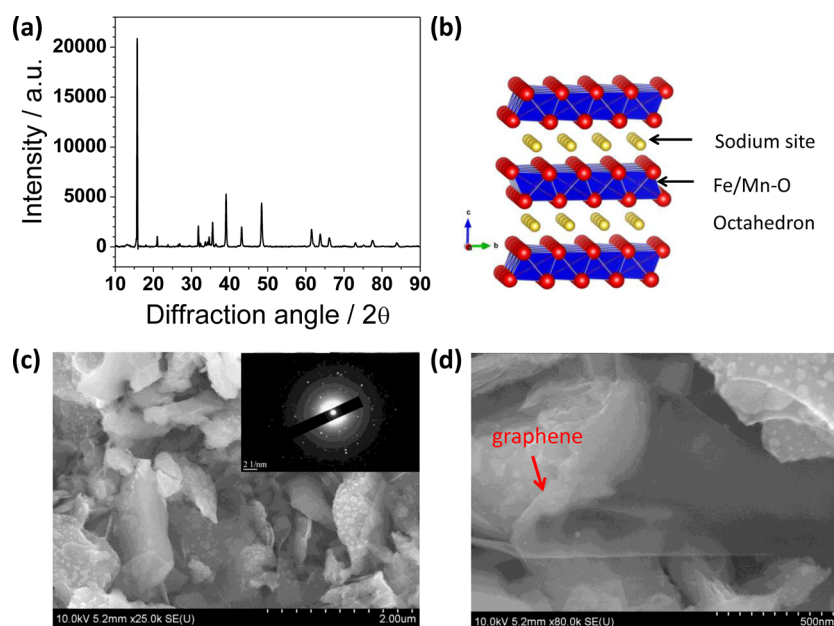 (a)
Intensity / a.u.
20000
15000
10000
5000
0
10 20 30 40 50 60 70 80 90
Diffraction angle / 2θ
(b)
Sodium site
Fe/Mn-O
Octahedron
c
b
(c)
2 1/nm
10.0kV 5.2mm x25.0k SE(U)
2.00um
(d)
graphene
10.0kV 5.2mm x80.0k SE(U)
500nm